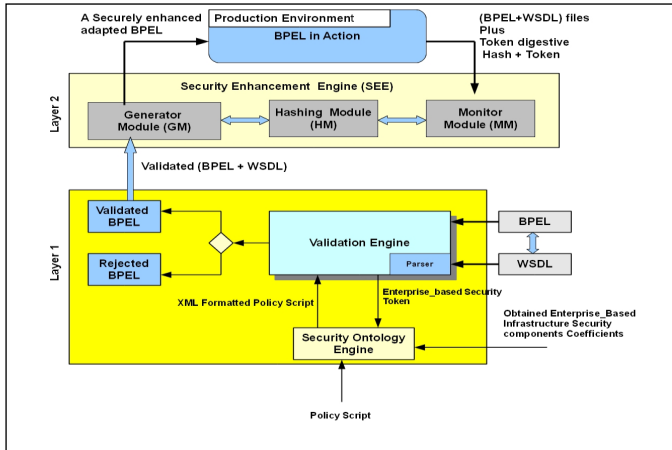 A Securely enhanced
adapted BPEL
Production Environment
BPEL in Action
(BPEL+WSDL) files
Plus
Token digestive
Hash + Token
Layer 2
Security Enhancement Engine (SEE)
Generator
Module (GM)
Hashing Module
(HM)
Monitor
Module (MM)
Validated (BPEL + WSDL)
Layer 1
Validated
BPEL
Rejected
BPEL
Validation Engine
Parser
BPEL
WSDL
XML Formatted Policy Script
Enterprise_based Security
Token
Security Ontology
Engine
Obtained Enterprise_Based
Infrastructure Security
components Coefficients
Policy Script